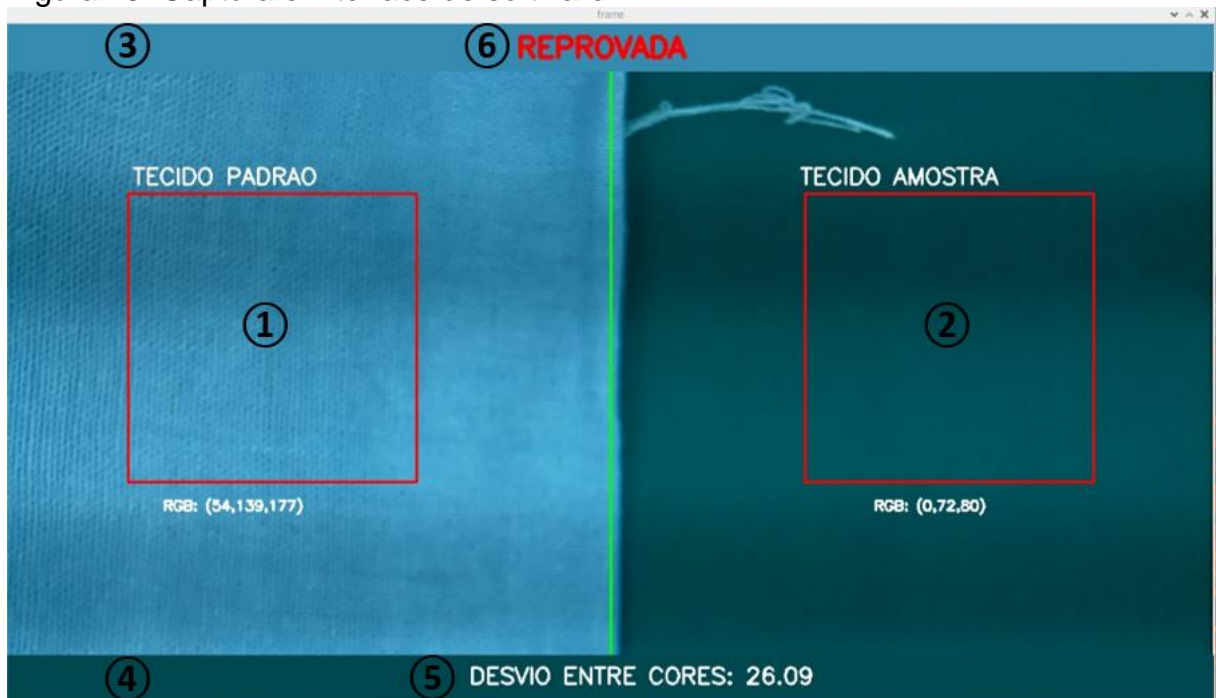 frame
③ ⑥ REPROVADA
TECIDO PADRAO
TECIDO AMOSTRA
①
②
RGB: (54,139,177)
RGB: (0,72,80)
④ ⑤ DESVIO ENTRE CORES: 26.09